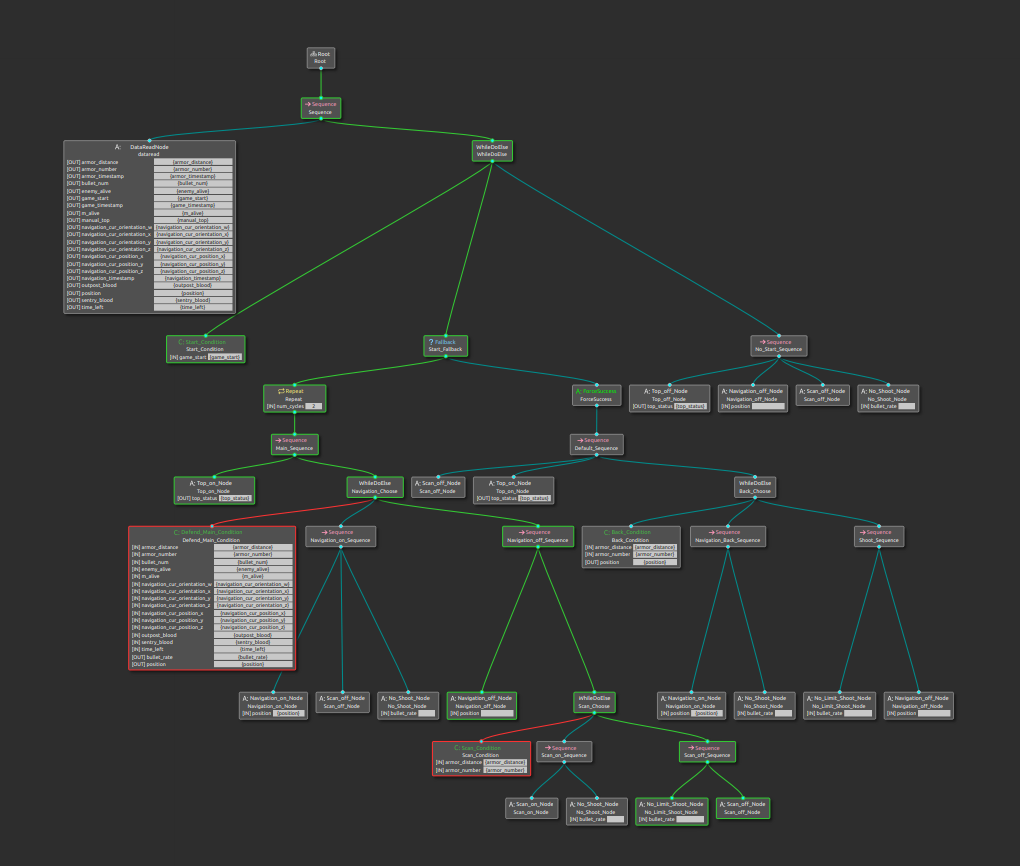 Root
Root
Sequence
Sequence
A: DataReadNode
dataread
[OUT] armor_distance {armor_distance}
[OUT] armor_number {armor_number}
[OUT] armor_timestamp {armor_timestamp}
[OUT] bullet_num {bullet_num}
[OUT] enemy_alive {enemy_alive}
[OUT] game_start {game_start}
[OUT] game_timestamp {game_timestamp}
[OUT] m_alive {m_alive}
[OUT] manual_top {manual_top}
[OUT] navigation_cur_orientation_w {navigation_cur_orientation_w}
[OUT] navigation_cur_orientation_x {navigation_cur_orientation_x}
[OUT] navigation_cur_orientation_y {navigation_cur_orientation_y}
[OUT] navigation_cur_orientation_z {navigation_cur_orientation_z}
[OUT] navigation_cur_position_x {navigation_cur_position_x}
[OUT] navigation_cur_position_y {navigation_cur_position_y}
[OUT] navigation_cur_position_z {navigation_cur_position_z}
[OUT] navigation_timestamp {navigation_timestamp}
[OUT] outpost_blood {outpost_blood}
[OUT] position {position}
[OUT] sentry_blood {sentry_blood}
[OUT] time_left {time_left}
WhileDoElse
WhileDoElse
C: Start_Condition
Start_Condition
[IN] game_start {game_start}
? Fallback
Start_Fallback
Sequence
No_Start_Sequence
Repeat
Repeat
[IN] num_cycles 2
A: ForceSuccess
ForceSuccess
A: Top_off_Node
Top_off_Node
[OUT] top_status {top_status}
A: Navigation_off_Node
Navigation_off_Node
[IN] position
A: Scan_off_Node
Scan_off_Node
A: No_Shoot_Node
No_Shoot_Node
[IN] bullet_rate
Sequence
Main_Sequence
Sequence
Default_Sequence
A: Top_on_Node
Top_on_Node
[OUT] top_status {top_status}
WhileDoElse
Navigation_Choose
A: Scan_off_Node
Scan_off_Node
A: Top_on_Node
Top_on_Node
[OUT] top_status {top_status}
WhileDoElse
Back_Choose
C: Defend_Main_Condition
Defend_Main_Condition
[IN] armor_distance {armor_distance}
[IN] armor_number {armor_number}
[IN] bullet_num {bullet_num}
[IN] enemy_alive {enemy_alive}
[IN] m_alive {m_alive}
[IN] navigation_cur_orientation_w {navigation_cur_orientation_w}
[IN] navigation_cur_orientation_x {navigation_cur_orientation_x}
[IN] navigation_cur_orientation_y {navigation_cur_orientation_y}
[IN] navigation_cur_orientation_z {navigation_cur_orientation_z}
[IN] navigation_cur_position_x {navigation_cur_position_x}
[IN] navigation_cur_position_y {navigation_cur_position_y}
[IN] navigation_cur_position_z {navigation_cur_position_z}
[IN] outpost_blood {outpost_blood}
[IN] sentry_blood {sentry_blood}
[IN] time_left {time_left}
[OUT] bullet_rate {bullet_rate}
[OUT] position {position}
Sequence
Navigation_on_Sequence
Sequence
Navigation_off_Sequence
C: Back_Condition
Back_Condition
[IN] armor_distance {armor_distance}
[IN] armor_number {armor_number}
[OUT] position {position}
Sequence
Navigation_Back_Sequence
Sequence
Shoot_Sequence
A: Navigation_on_Node
Navigation_on_Node
[IN] position {position}
A: Scan_off_Node
Scan_off_Node
A: No_Shoot_Node
No_Shoot_Node
[IN] bullet_rate
A: Navigation_off_Node
Navigation_off_Node
[IN] position
WhileDoElse
Scan_Choose
A: Navigation_on_Node
Navigation_on_Node
[IN] position {position}
A: No_Shoot_Node
No_Shoot_Node
[IN] bullet_rate
A: No_Limit_Shoot_Node
No_Limit_Shoot_Node
[IN] bullet_rate
A: Navigation_off_Node
Navigation_off_Node
[IN] position
C: Scan_Condition
Scan_Condition
[IN] armor_distance {armor_distance}
[IN] armor_number {armor_number}
Sequence
Scan_on_Sequence
Sequence
Scan_off_Sequence
A: Scan_on_Node
Scan_on_Node
A: No_Shoot_Node
No_Shoot_Node
[IN] bullet_rate
A: No_Limit_Shoot_Node
No_Limit_Shoot_Node
[IN] bullet_rate
A: Scan_off_Node
Scan_off_Node